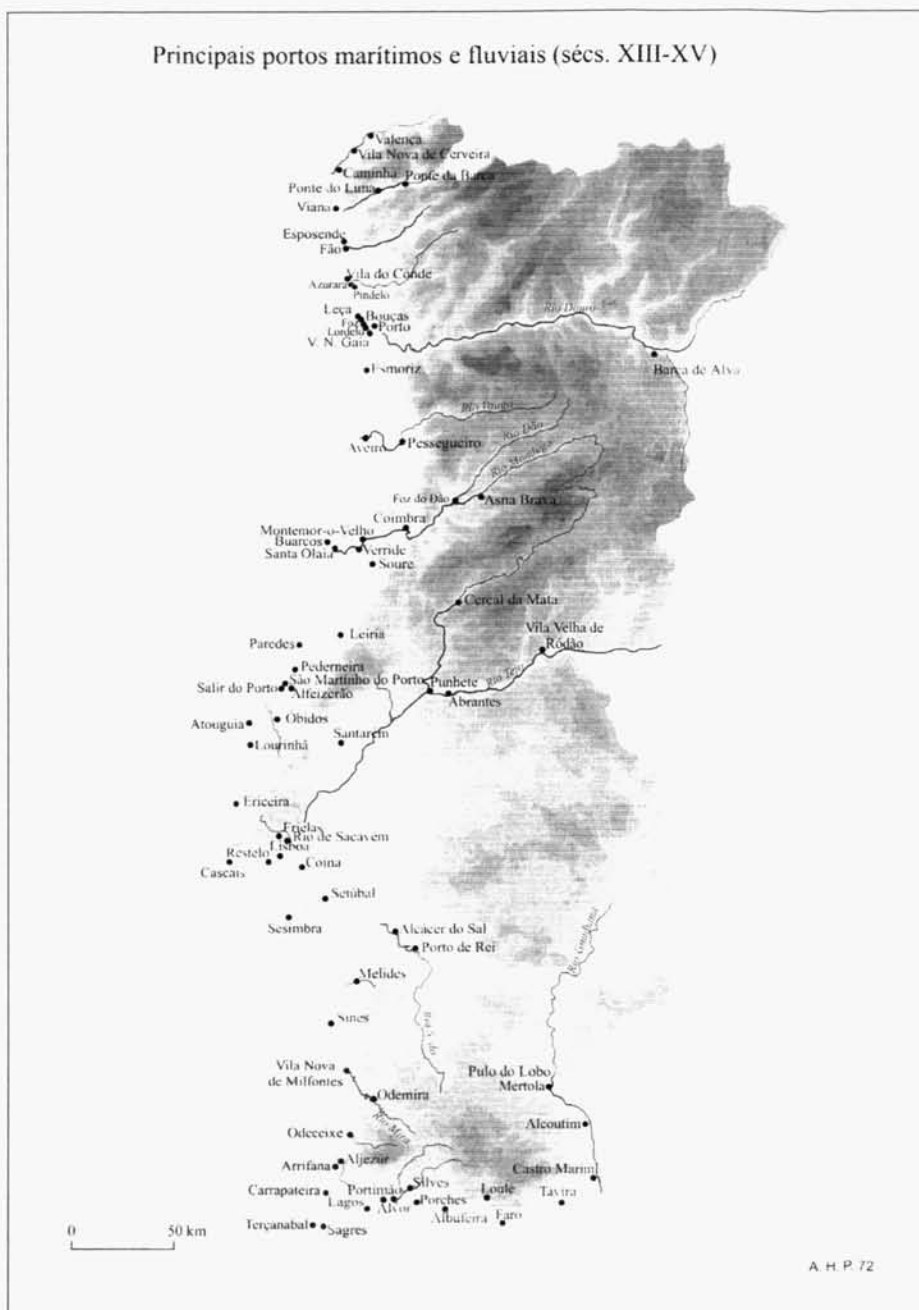 Principais portos marítimos e fluviais (sécs. XIII-XV)
Valença
Vila Nova de Cerveira
Caminha
Ponte da Barca
Ponte do Lima
Viana
Esposende
Fão
Vila do Conde
Azurara
Pindelo
Leça
Bouças
Foz
Porto
Lordelo
V. N. Gaia
Rio Douro
Esmoriz
Barca de Alva
Rio Vouga
Aveiro
Pessegueiro
Rio Dão
Rio Mondego
Foz do Dão
Asna Brava
Coimbra
Montemor-o-Velho
Buarcos
Santa Olaia
Verride
Soure
Cercal da Mata
Leiria
Paredes
Vila Velha de
Ródão
Pederneira
São Martinho do Porto
Punhete
Rio Tejo
Salir do Porto
Alfeizerão
Abrantes
Atouguia
Óbidos
Lourinhã
Santarém
Ericeira
Frielas
Rio de Sacavém
Lisboa
Restelo
Cascais
Coina
Setúbal
Sesimbra
Alcácer do Sal
Porto de Rei
Rio Guadiana
Melides
Sines
Rio Sado
Vila Nova
de Milfontes
Pulo do Lobo
Mertola
Odemira
Rio Mira
Alcoutim
Odeceixe
Aljezur
Arrifana
Castro Marim
Carrapateira
Portimão
Silves
Lagos
Alvor
Porches
Loulé
Tavira
Albufeira
Faro
Terçanabal
Sagres
0
50 km
A. H. P. 72